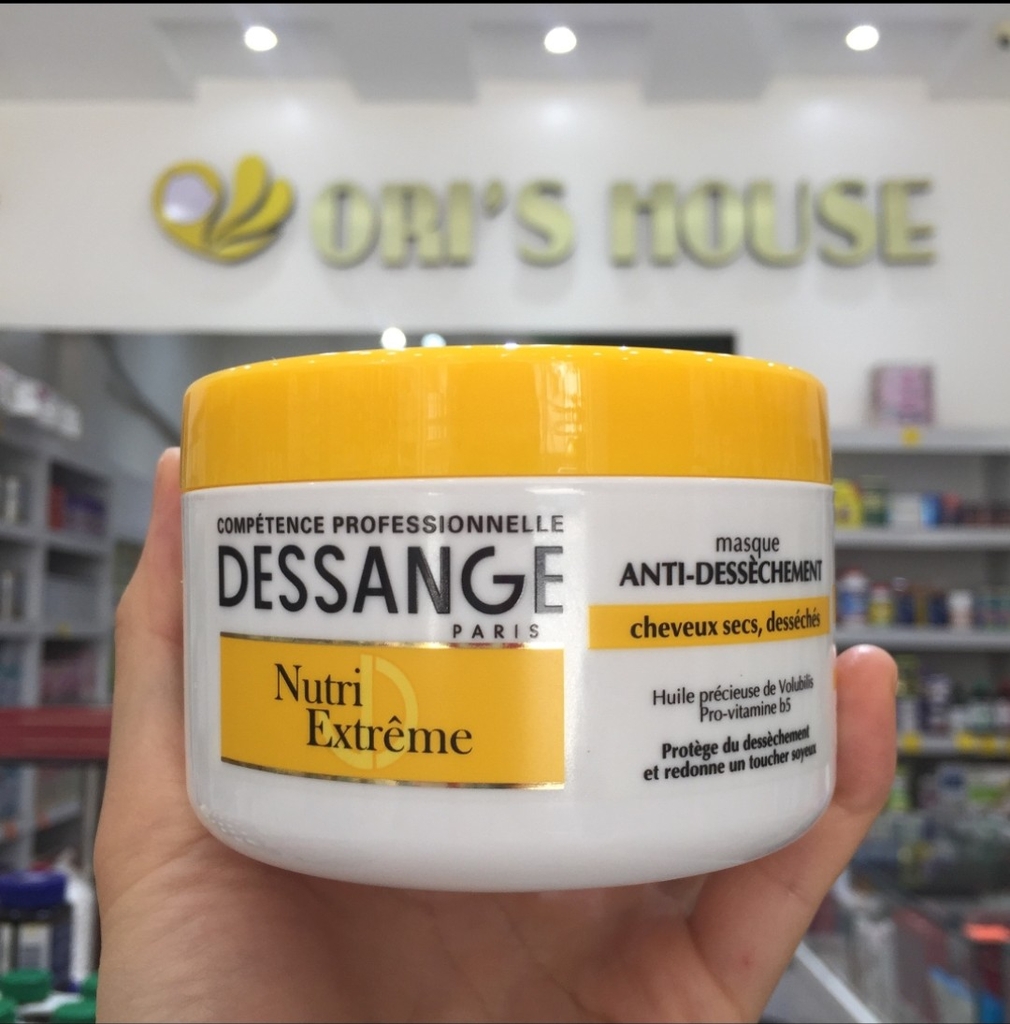 ORI'S HOUSE
COMPÉTENCE PROFESSIONNELLE
DESSANGE
PARIS
Nutri
Extrême
masque
ANTI-DESSÈCHEMENT
cheveux secs, desséchés
Huile précieuse de Volubilis
Pro-vitamine b5
Protège du dessèchement
et redonne un toucher soyeux